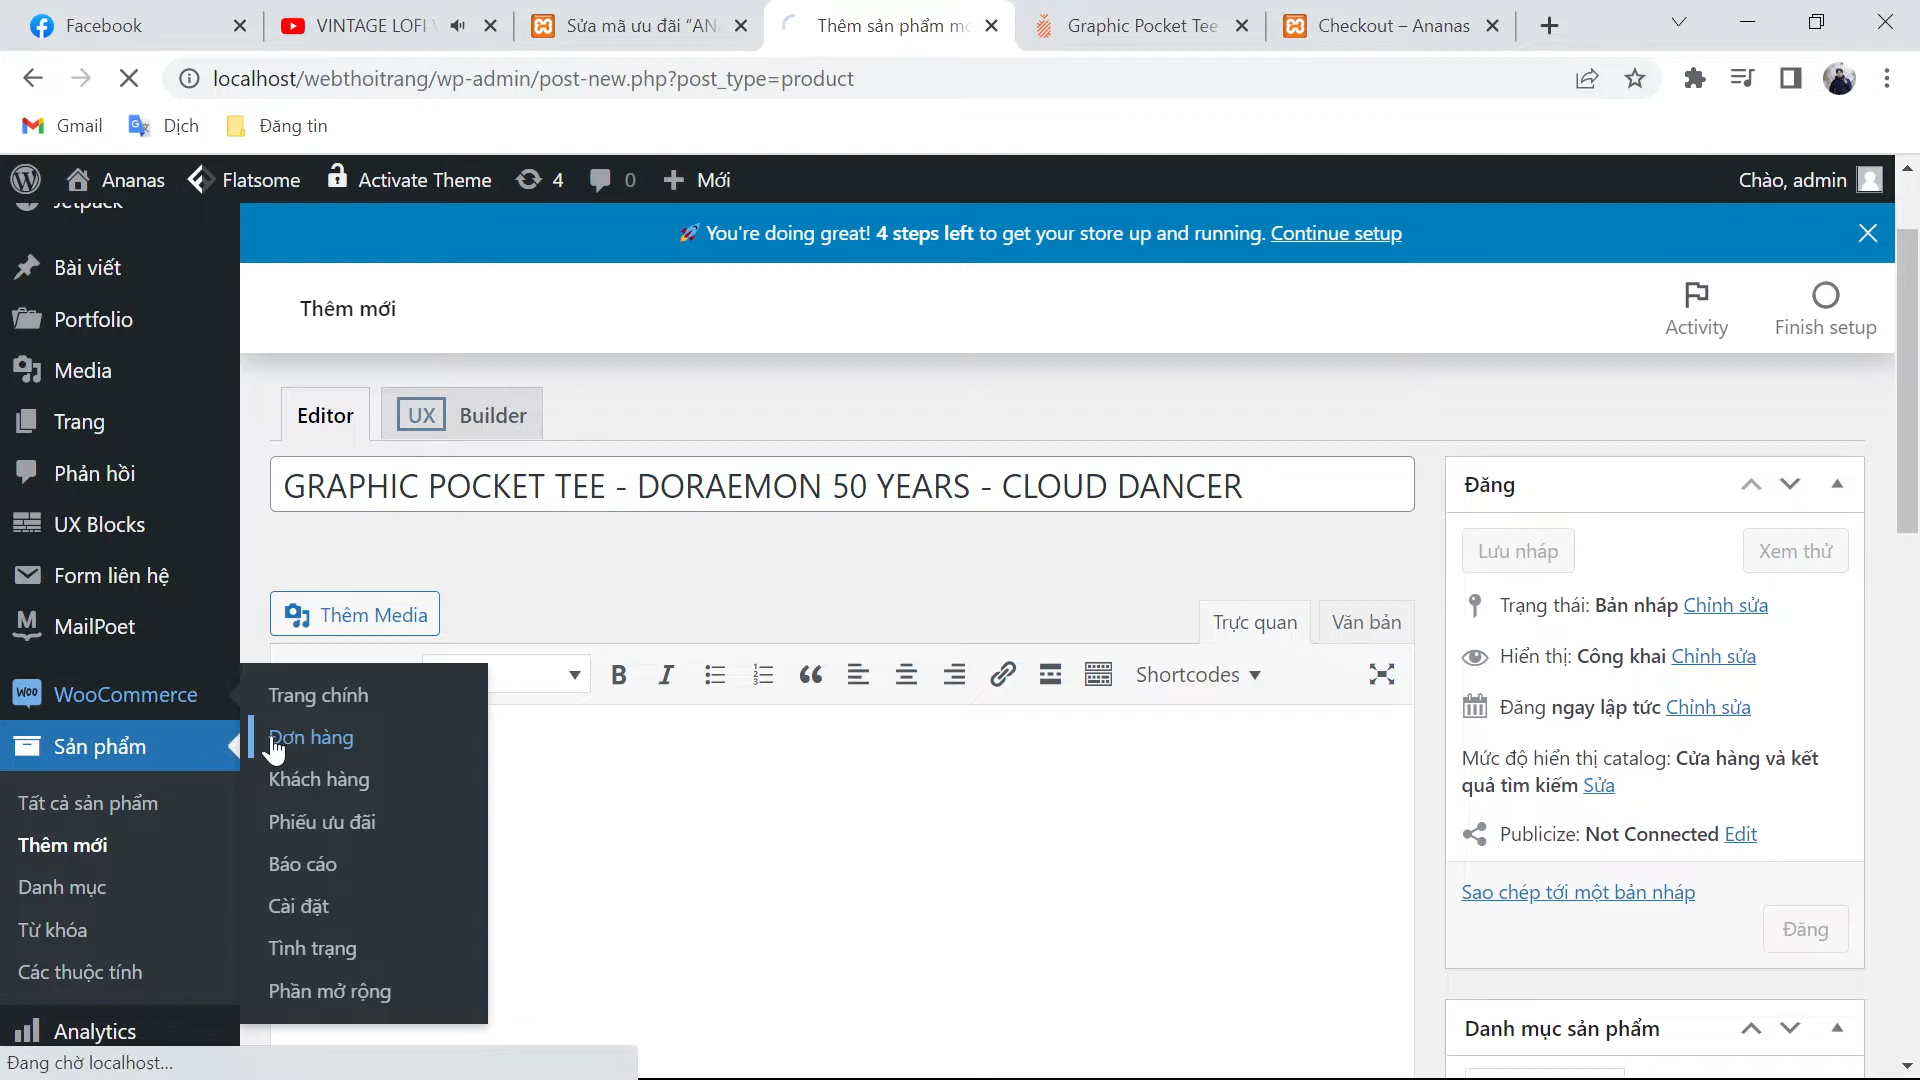 Facebook
VINTAGE LOFI
Sửa mã ưu đãi “AN
Thêm sản phẩm mớ
Graphic Pocket Tee
Checkout – Ananas
localhost/webthoitrang/wp-admin/post-new.php?post_type=product
Gmail
Dịch
Đăng tin
Ananas
Flatsome
Activate Theme
4
0
Mới
Chào, admin
Jetpack
🚀 You're doing great! 4 steps left to get your store up and running. Continue setup
Bài viết
Portfolio
Media
Trang
Phản hồi
UX Blocks
Form liên hệ
MailPoet
WooCommerce
Sản phẩm
Tất cả sản phẩm
Thêm mới
Danh mục
Từ khóa
Các thuộc tính
Analytics
Đang chờ localhost...
Trang chính
Đơn hàng
Khách hàng
Phiếu ưu đãi
Báo cáo
Cài đặt
Tình trạng
Phần mở rộng
Thêm mới
Activity
Finish setup
Editor
UX Builder
GRAPHIC POCKET TEE - DORAEMON 50 YEARS - CLOUD DANCER
Thêm Media
Trực quan
Văn bản
Shortcodes
Đăng
Lưu nháp
Xem thử
Trạng thái: Bản nháp Chỉnh sửa
Hiển thị: Công khai Chỉnh sửa
Đăng ngay lập tức Chỉnh sửa
Mức độ hiển thị catalog: Cửa hàng và kết
quả tìm kiếm Sửa
Publicize: Not Connected Edit
Sao chép tới một bản nháp
Đăng
Danh mục sản phẩm